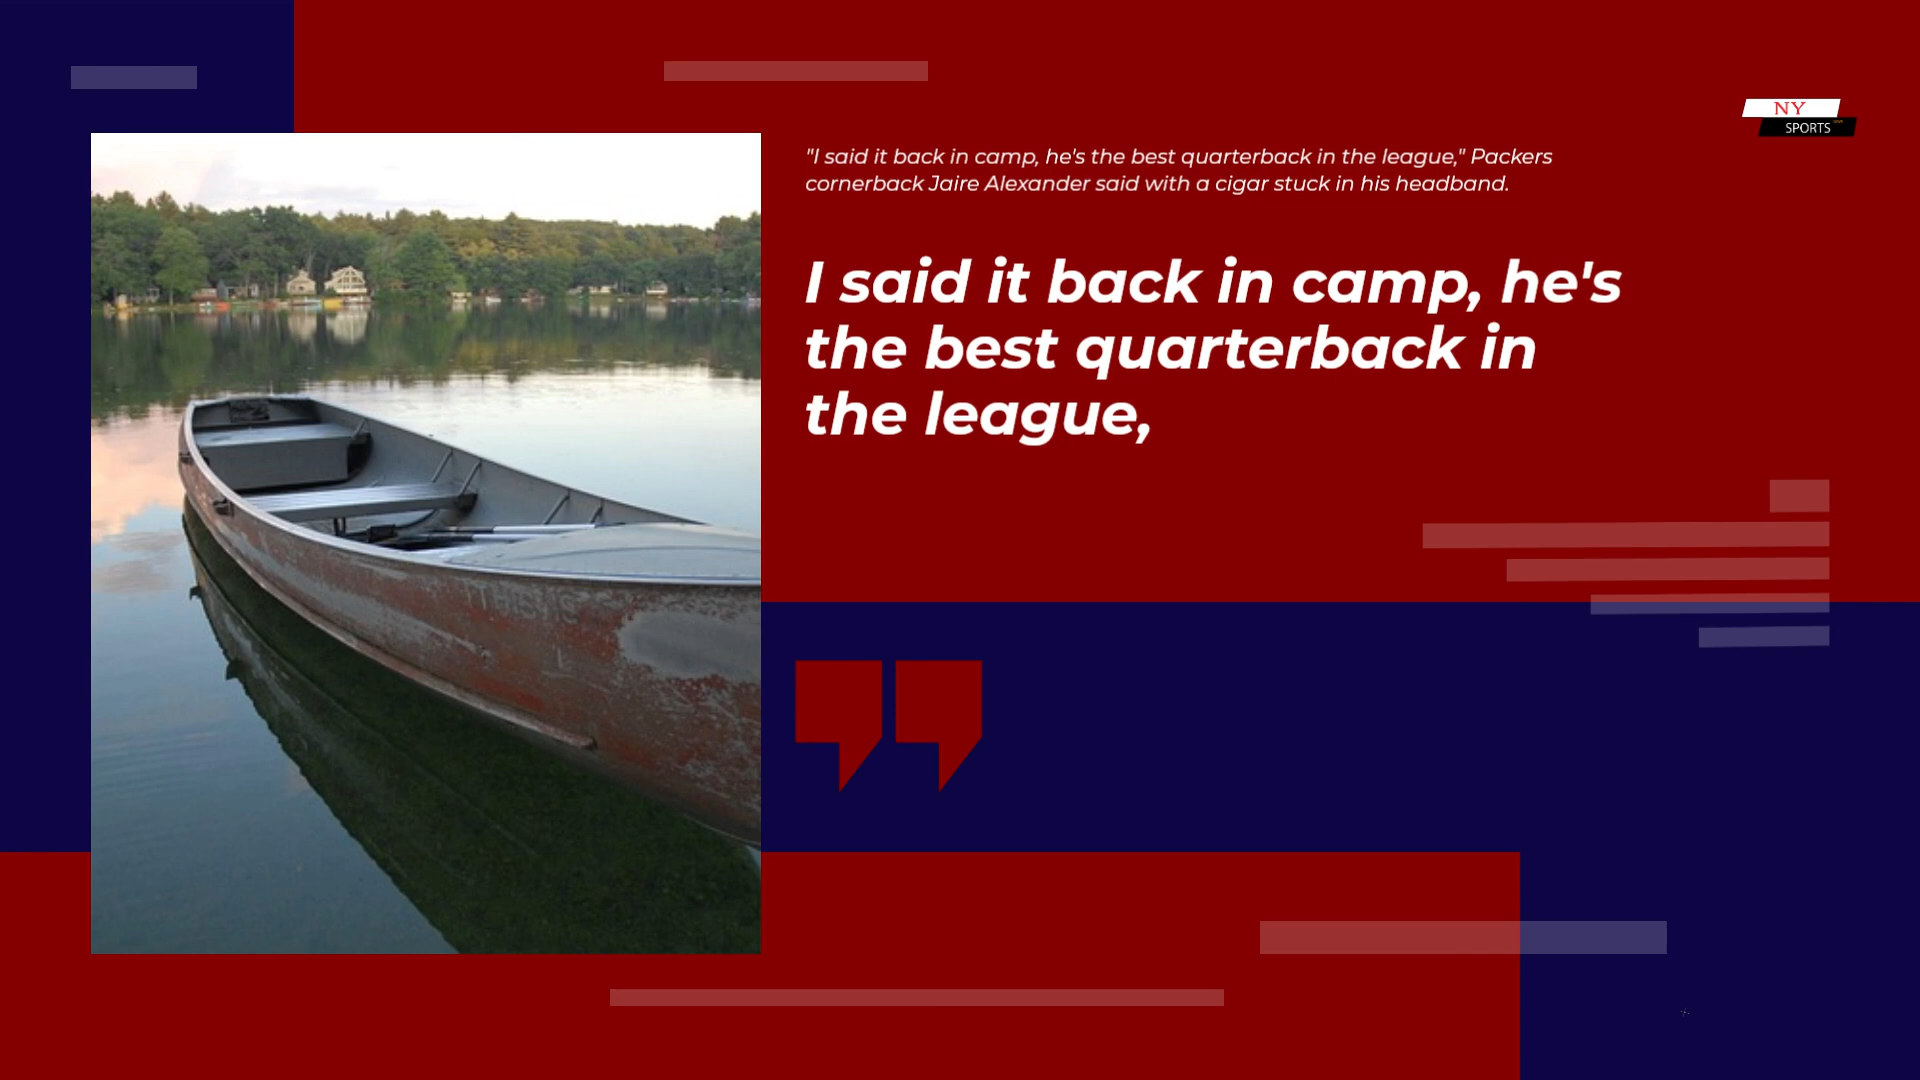 NY
SPORTS
"I said it back in camp, he's the best quarterback in the league," Packers
cornerback Jaire Alexander said with a cigar stuck in his headband.
I said it back in camp, he's
the best quarterback in
the league,